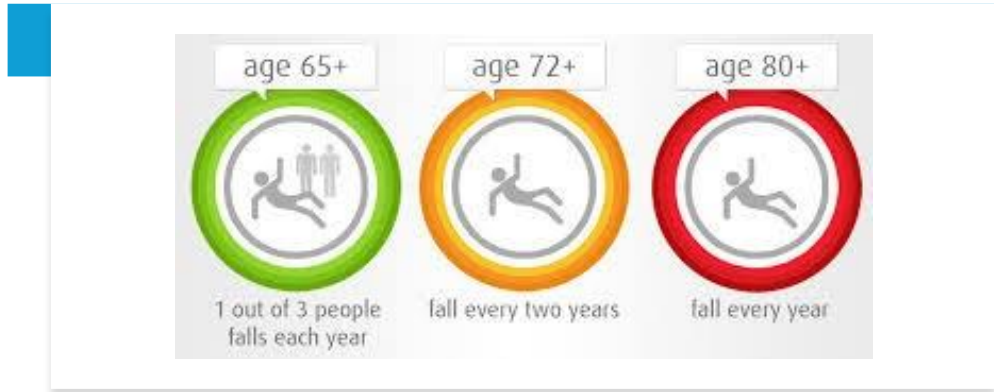 age 65+
age 72+
age 80+
1 out of 3 people
falls each year
fall every two years
fall every year